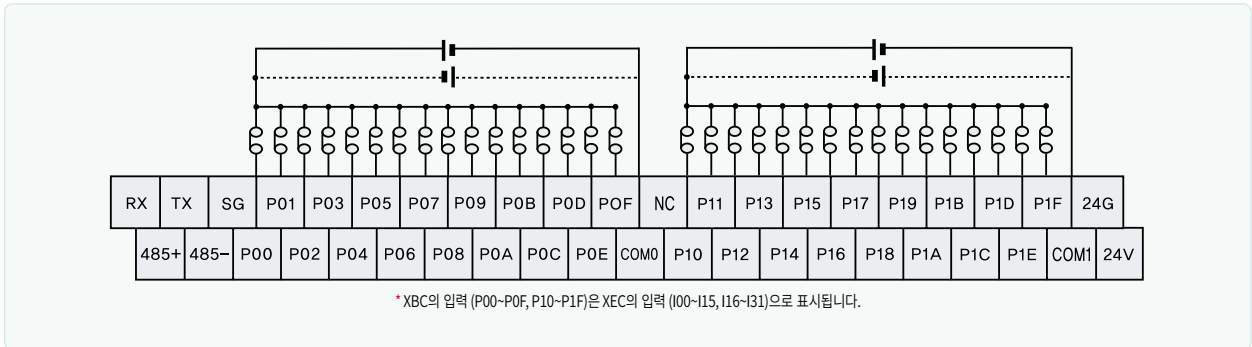 RX TX SG P01 P03 P05 P07 P09 P0B P0D POF NC P11 P13 P15 P17 P19 P1B P1D P1F 24G
485+ 485- P00 P02 P04 P06 P08 P0A P0C P0E COM0 P10 P12 P14 P16 P18 P1A P1C P1E COM1 24V
* XBC의 입력 (P00~P0F, P10~P1F)은 XEC의 입력 (I00~I15, I16~I31)으로 표시됩니다.